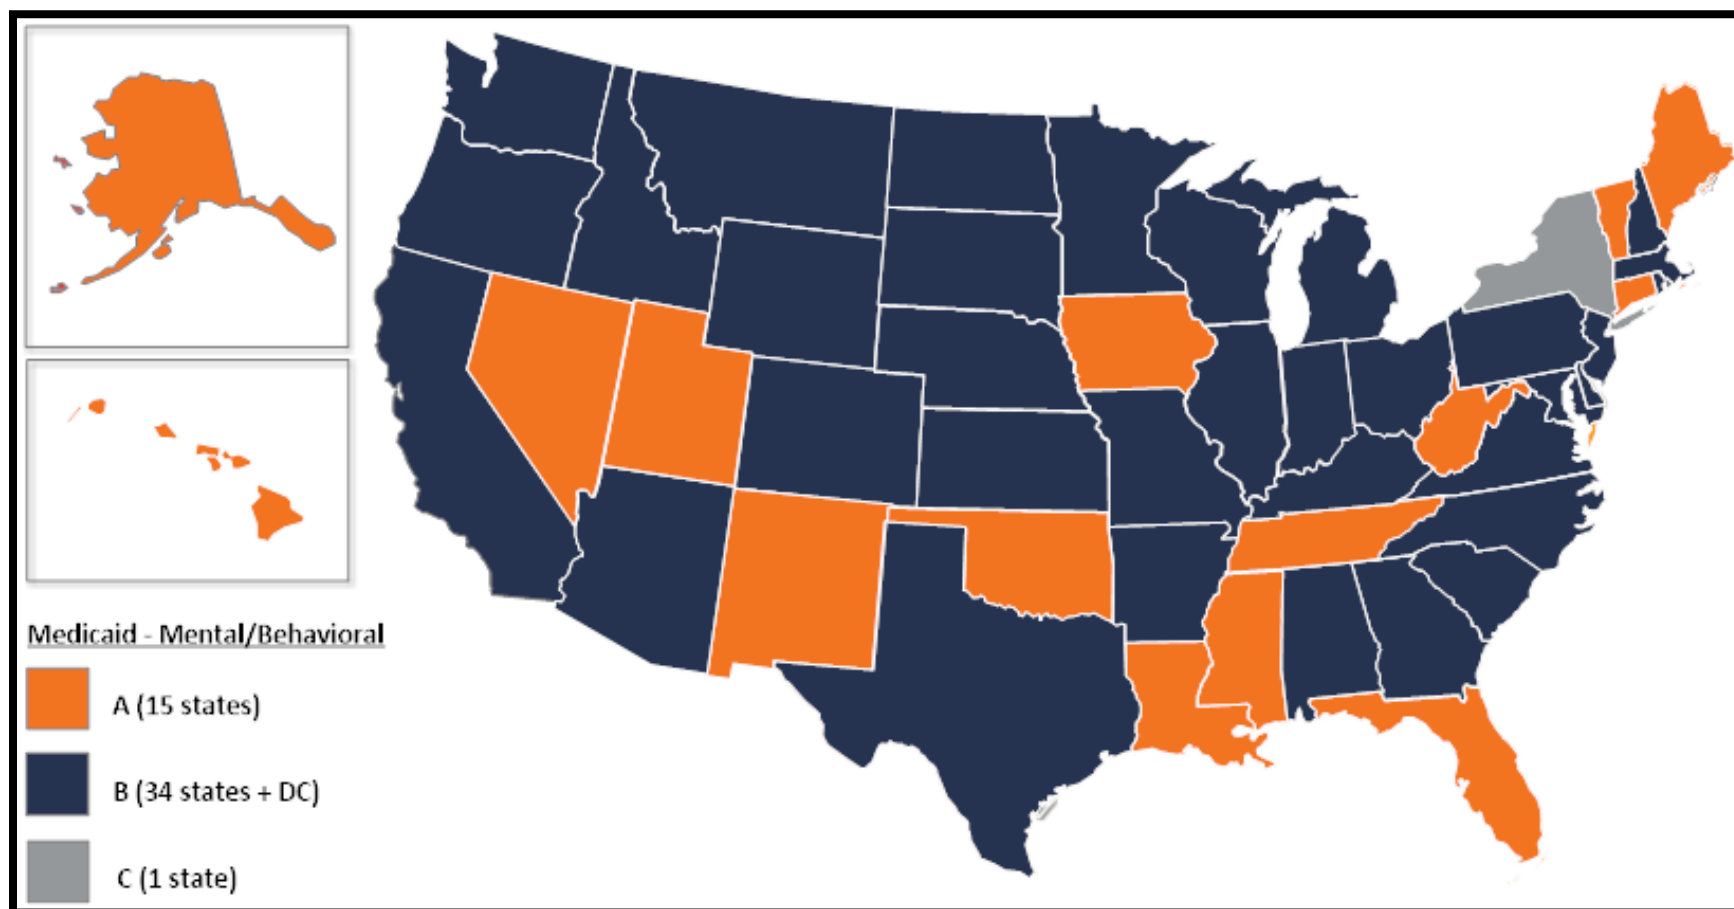 Medicaid - Mental/Behavioral
A (15 states)
B (34 states + DC)
C (1 state)